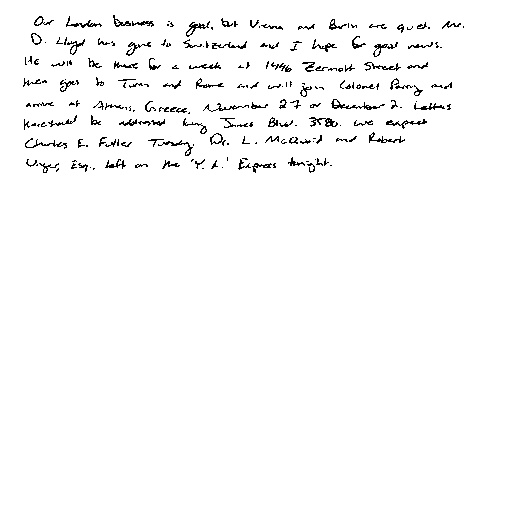 Our London business is good, but Vienna and Berlin are quiet. Mr.
D. Lloyd has gone to Switzerland and I hope for good news.
He will be there for a week at 1496 Zermott Street and
then goes to Turin and Rome and will join Colonel Parry and
arrive at Athens, Greece, November 27 or December 2. Letters
there should be addressed King James Blvd. 3580. We expect
Charles E. Fuller Tuesday. Dr. L. McQuaid and Robert
Unger, Esq., left on the 'Y. X.' Express tonight.